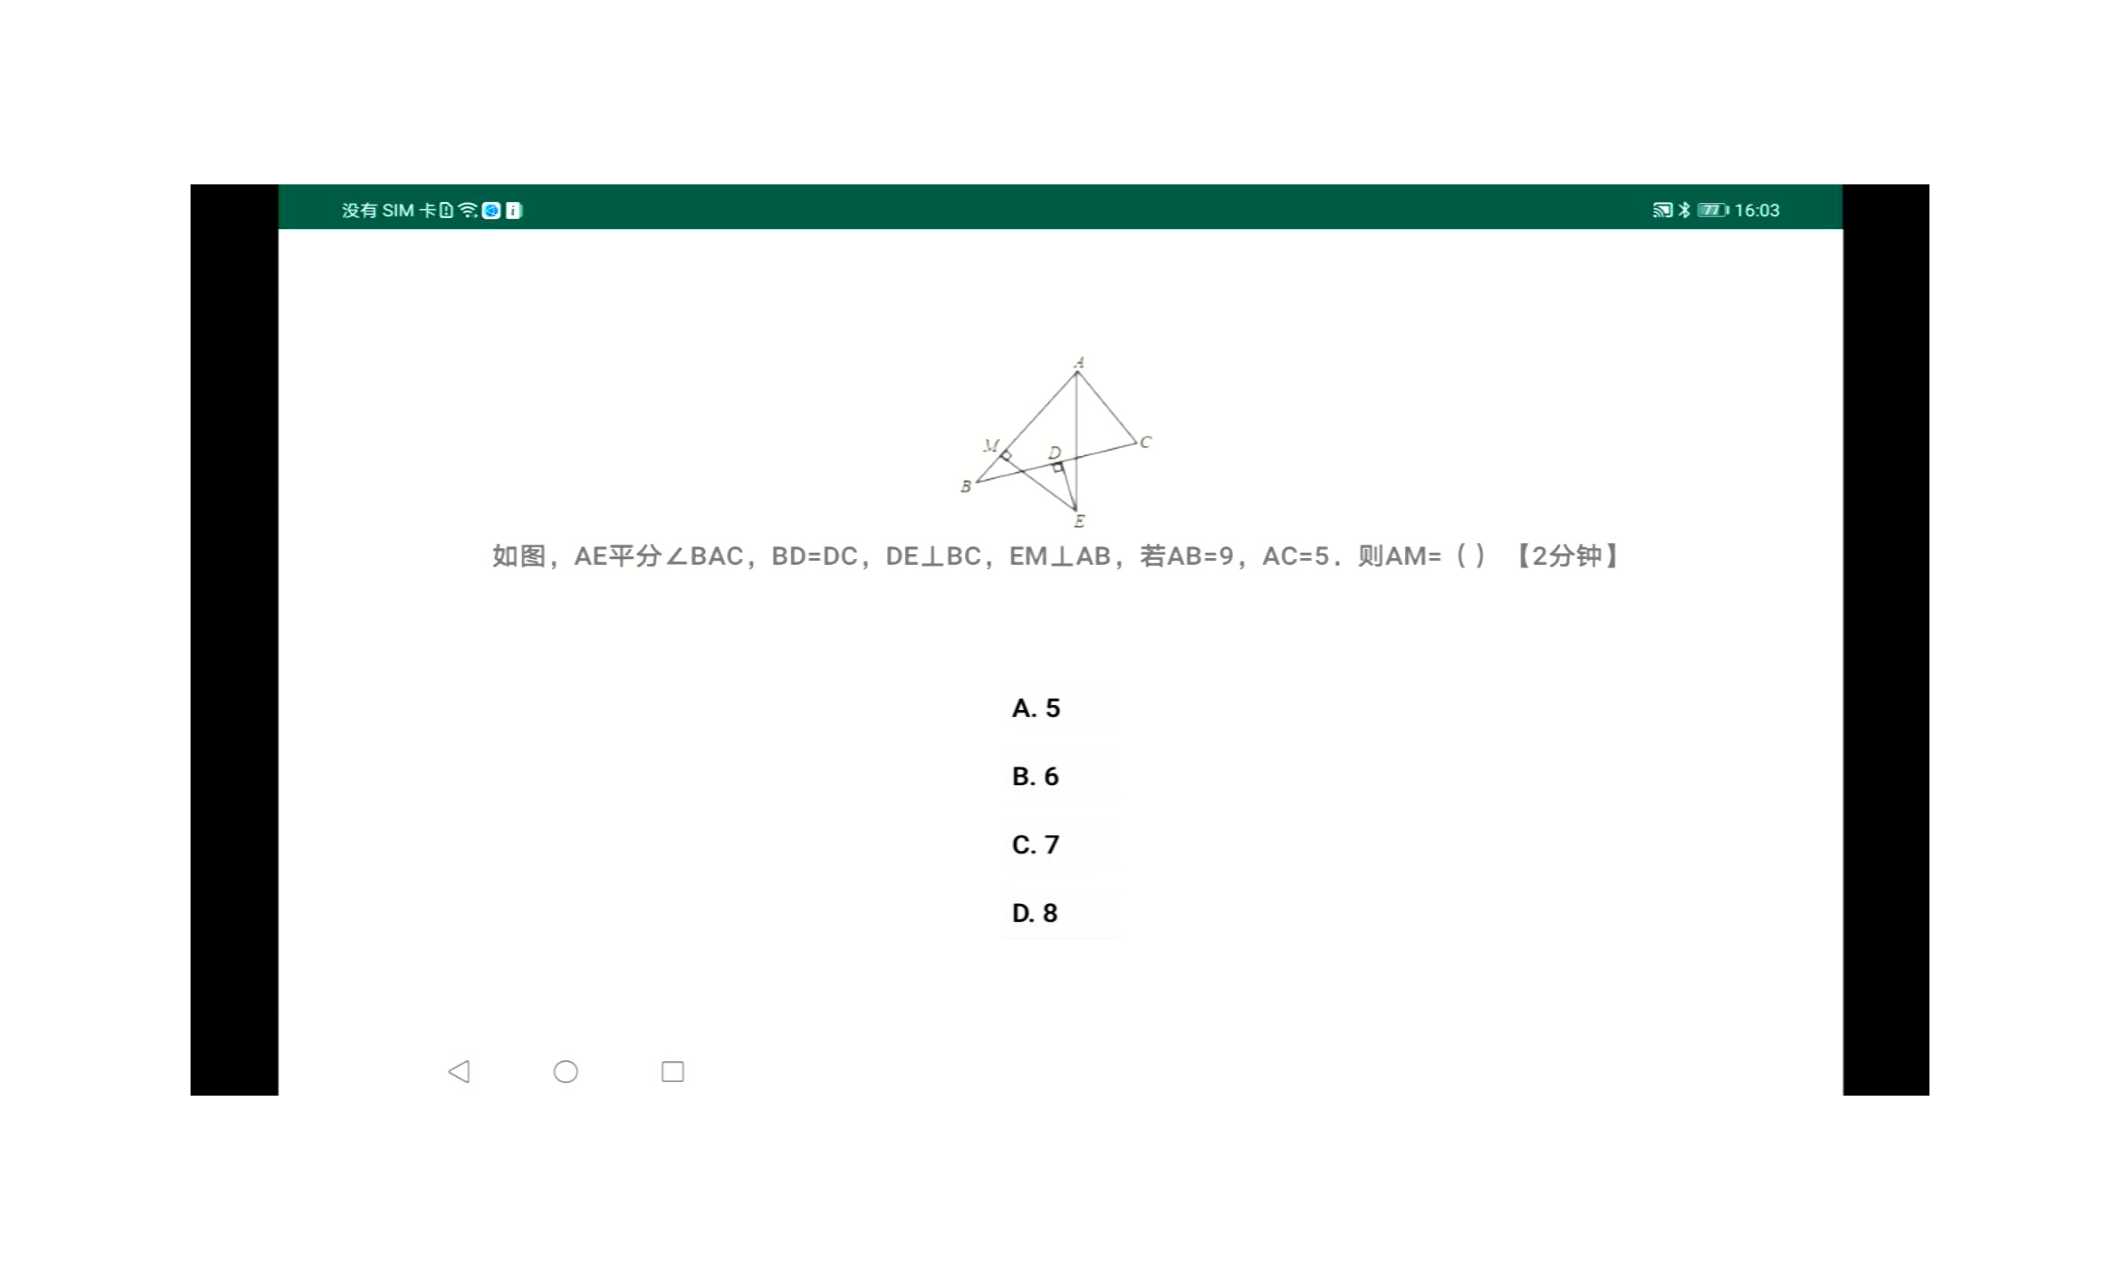 没有 SIM 卡
77 16:03
A
M
D
C
B
E
如图，AE平分∠BAC，BD=DC，DE⊥BC，EM⊥AB，若AB=9，AC=5．则AM=（）【2分钟】
A. 5
B. 6
C. 7
D. 8